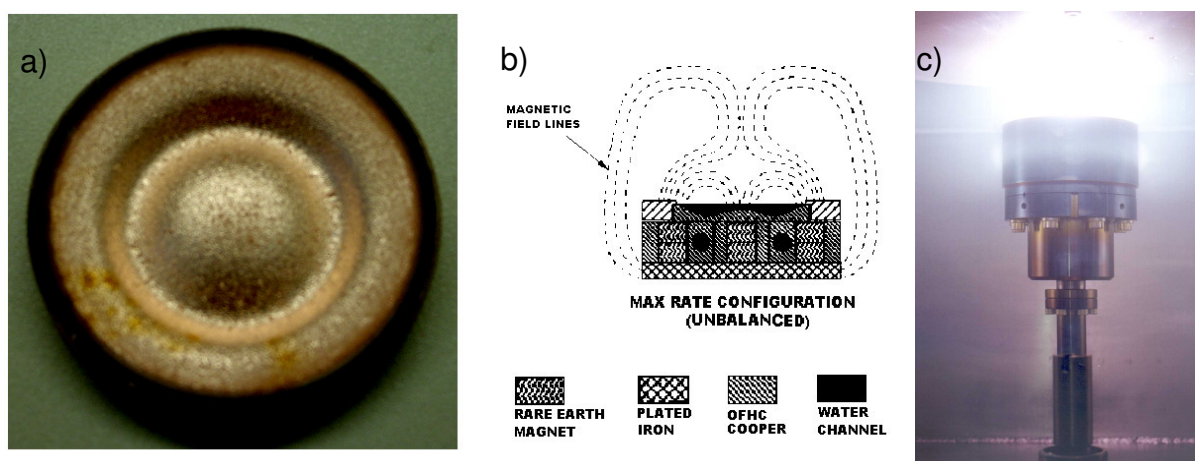 a)
b)
c)
MAGNETIC
FIELD LINES
MAX RATE CONFIGURATION
(UNBALANCED)
RARE EARTH
MAGNET
PLATED
IRON
OFHC
COOPER
WATER
CHANNEL